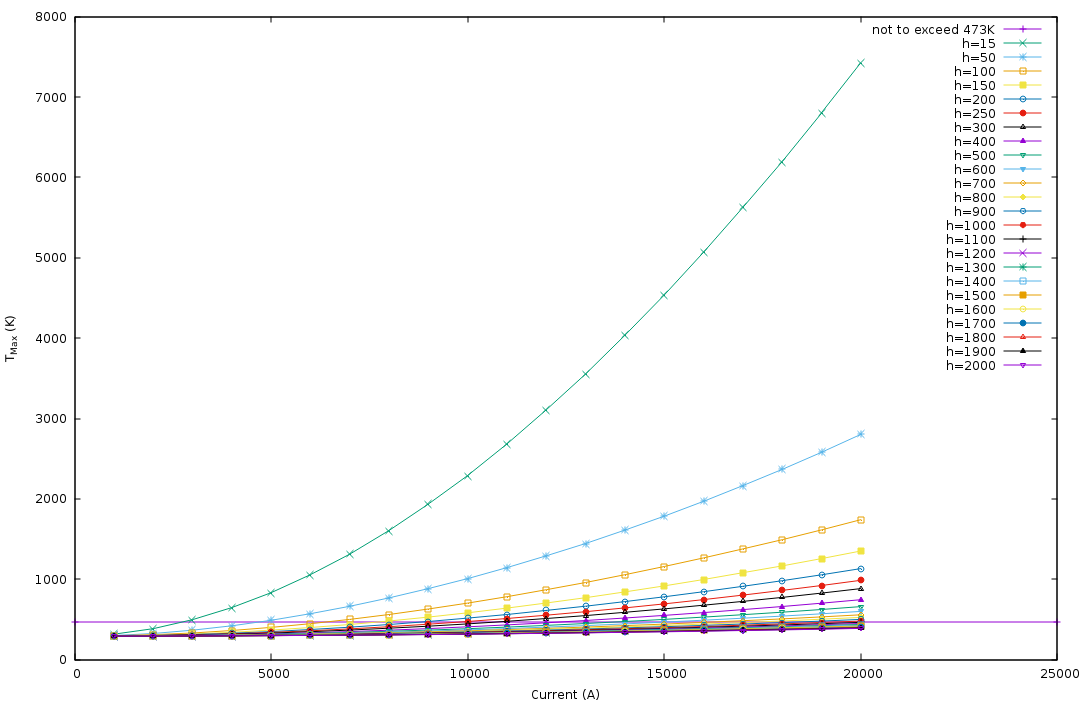 8000
7000
6000
5000
4000
3000
2000
1000
0
T_Max (K)
not to exceed 473K
h=15
h=50
h=100
h=150
h=200
h=250
h=300
h=400
h=500
h=600
h=700
h=800
h=900
h=1000
h=1100
h=1200
h=1300
h=1400
h=1500
h=1600
h=1700
h=1800
h=1900
h=2000
0 5000 10000 15000 20000 25000
Current (A)